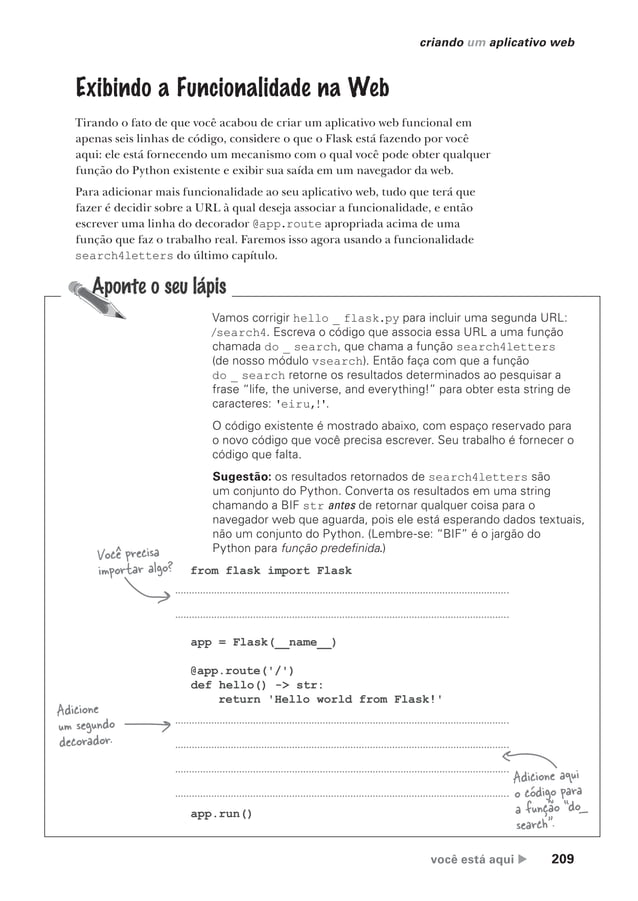 criando um aplicativo web
Exibindo a Funcionalidade na Web
Tirando o fato de que você acabou de criar um aplicativo web funcional em
apenas seis linhas de código, considere o que o Flask está fazendo por você
aqui: ele está fornecendo um mecanismo com o qual você pode obter qualquer
função do Python existente e exibir sua saída em um navegador da web.
Para adicionar mais funcionalidade ao seu aplicativo web, tudo que terá que
fazer é decidir sobre a URL à qual deseja associar a funcionalidade, e então
escrever uma linha do decorador @app.route apropriada acima de uma
função que faz o trabalho real. Faremos isso agora usando a funcionalidade
search4letters do último capítulo.
Aponte o seu lápis
Vamos corrigir hello _ flask.py para incluir uma segunda URL:
/search4. Escreva o código que associa essa URL a uma função
chamada do _ search, que chama a função search4letters
(de nosso módulo vsearch). Então faça com que a função
do _ search retorne os resultados determinados ao pesquisar a
frase “life, the universe, and everything!” para obter esta string de
caracteres: 'eiru,!'.
O código existente é mostrado abaixo, com espaço reservado para
o novo código que você precisa escrever. Seu trabalho é fornecer o
código que falta.
Sugestão: os resultados retornados de search4letters são
um conjunto do Python. Converta os resultados em uma string
chamando a BIF str antes de retornar qualquer coisa para o
navegador web que aguarda, pois ele está esperando dados textuais,
não um conjunto do Python. (Lembre-se: “BIF” é o jargão do
Python para função predefinida.)
Você precisa
importar algo?
from flask import Flask
app = Flask(__name__)
@app.route('/')
def hello() -> str:
    return 'Hello world from Flask!'
Adicione
um segundo
decorador.
Adicione aqui
o código para
a função “do_
search”.
app.run()
você está aqui ▶ 209